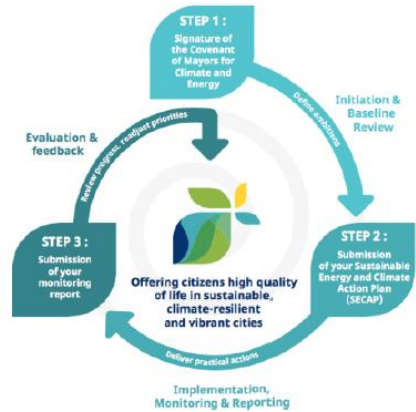 STEP 1 :
Signature of
the Covenant
of Mayors for
Climate and
Energy
Define ambitions
Initiation &
Baseline
Review
STEP 2 :
Submission
of your Sustainable
Energy and Climate
Action Plan
(SECAP)
Deliver practical actions
Implementation,
Monitoring & Reporting
STEP 3 :
Submission
of your
monitoring
report
Evaluation &
feedback
Review progress, readjust priorities
Offering citizens high quality
of life in sustainable,
climate-resilient
and vibrant cities